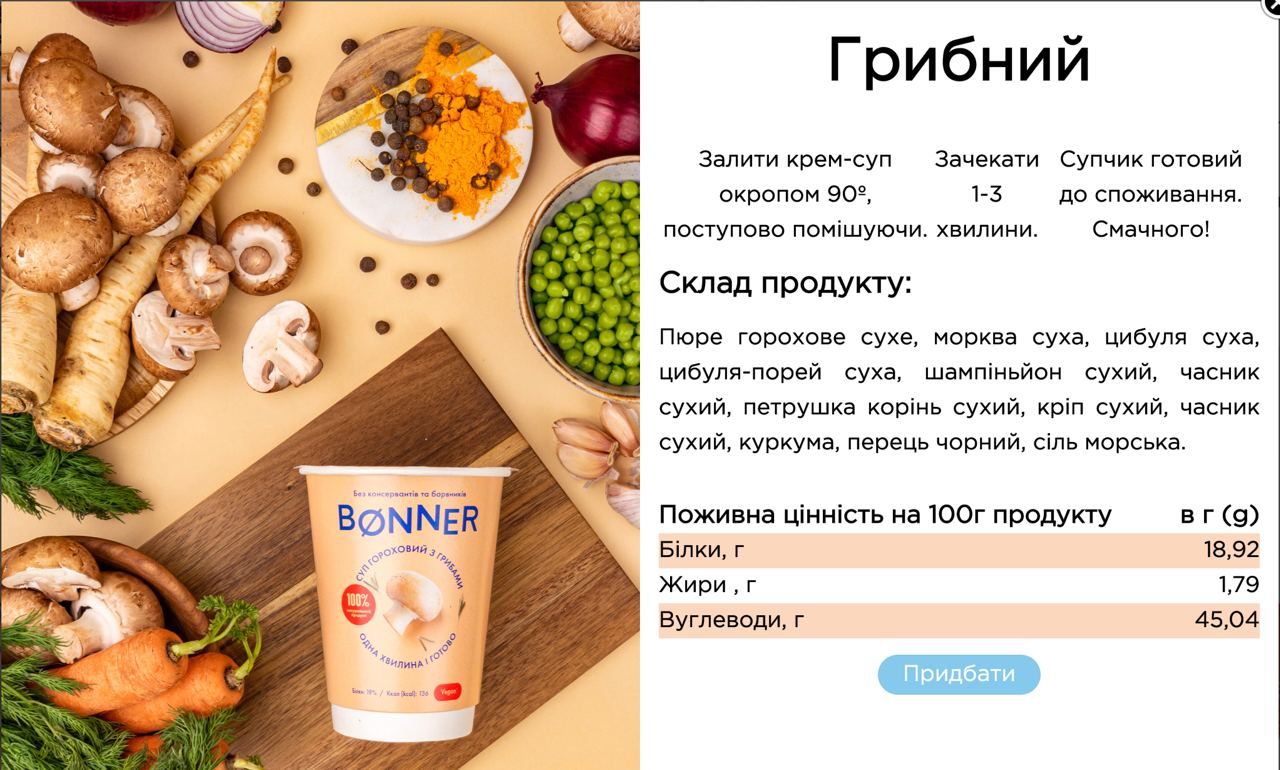 Грибний
Залити крем-суп
окропом 90º,
поступово помішуючи.
Зачекати
1-3
хвилини.
Супчик готовий
до споживання.
Смачного!
Склад продукту:
Пюре горохове сухе, морква суха, цибуля суха,
цибуля-порей суха, шампіньйон сухий, часник
сухий, петрушка корінь сухий, кріп сухий, часник
сухий, куркума, перець чорний, сіль морська.
Поживна цінність на 100г продукту в г (g)
Білки, г 18,92
Жири , г 1,79
Вуглеводи, г 45,04
Придбати
Без консервантів та барвників
BØNNER
СУП ГОРОХОВИЙ З ГРИБАМИ
100%
натуральний
продукт
ОДНА ХВИЛИНА І ГОТОВО
Білки: 19% / Ккал (kcal): 136
Vegan